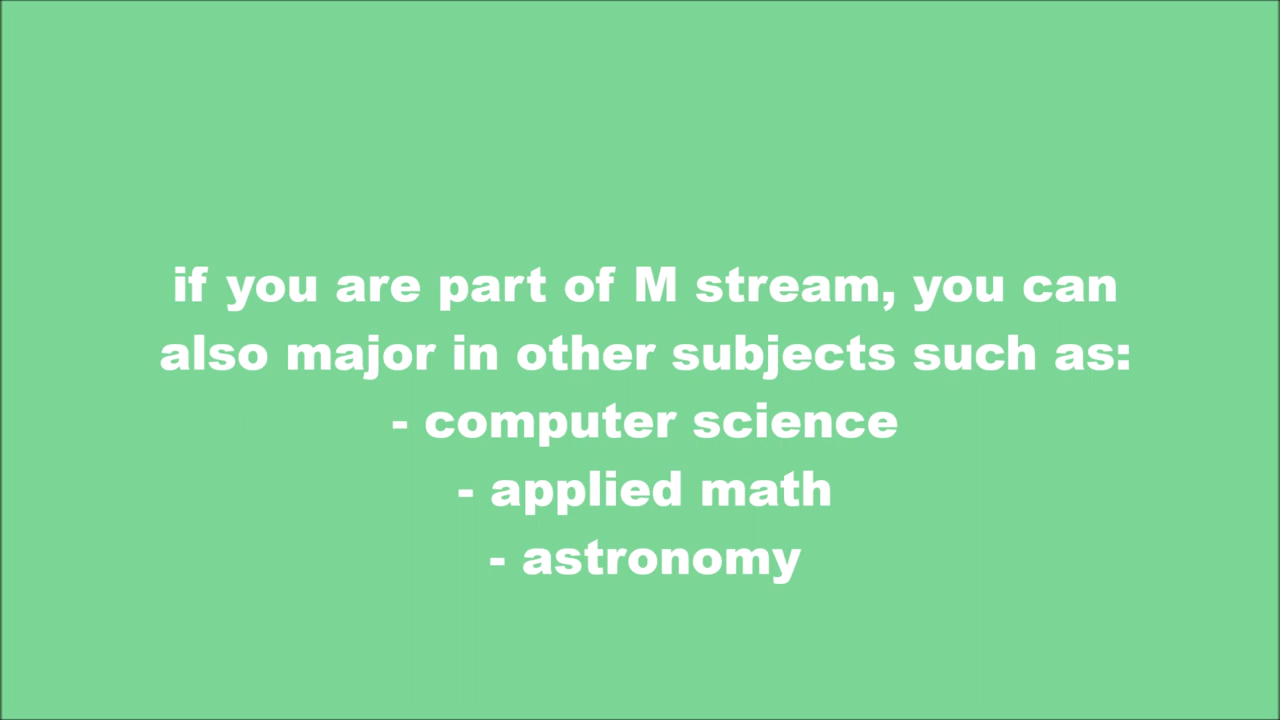 if you are part of M stream, you can
also major in other subjects such as:
- computer science
- applied math
- astronomy